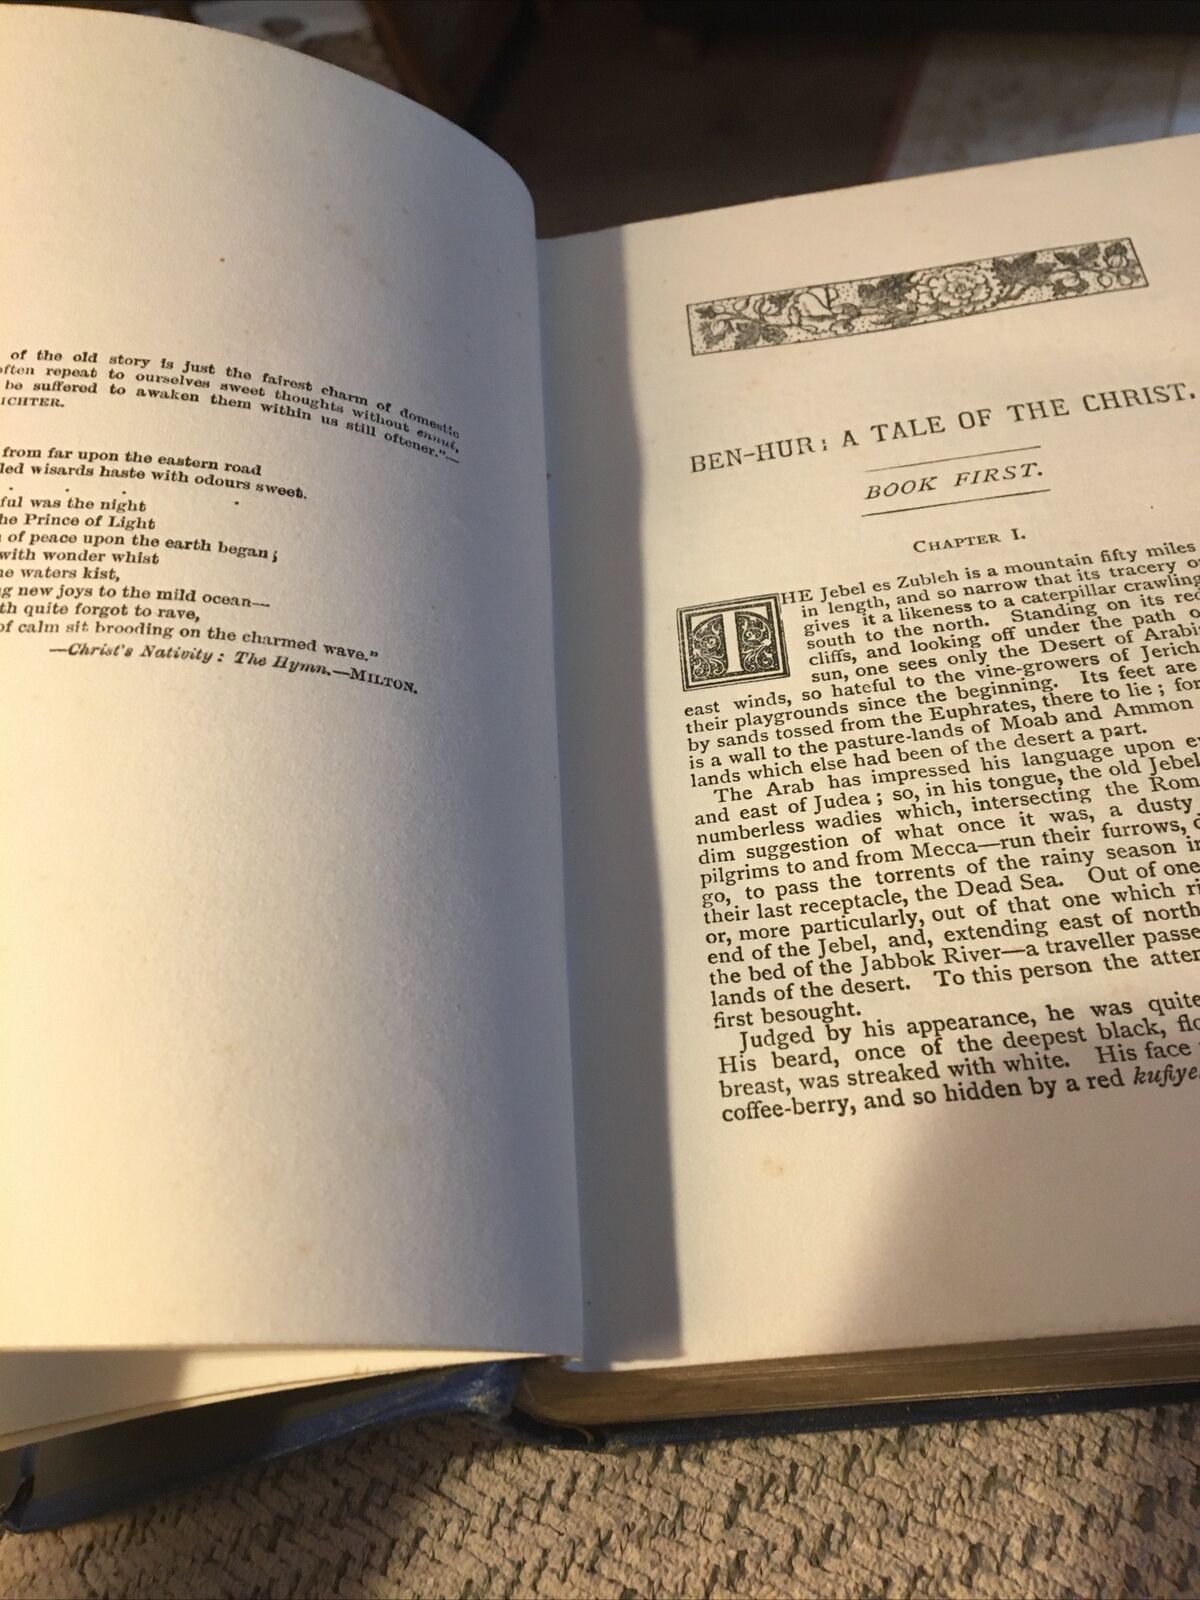 of the old story is just the fairest charm of domestic
often repeat to ourselves sweet thoughts without ennui,
be suffered to awaken them within us still oftener."—
ICHTER.
from far upon the eastern road
led wisards haste with odours sweet.
ful was the night
he Prince of Light
of peace upon the earth began;
with wonder whist
he waters kist,
ng new joys to the mild ocean—
th quite forgot to rave,
of calm sit brooding on the charmed wave."
—Christ's Nativity: The Hymn.—MILTON.
BEN-HUR: A TALE OF THE CHRIST.
BOOK FIRST.
CHAPTER I.
THE Jebel es Zubleh is a mountain fifty miles
in length, and so narrow that its tracery o
gives it a likeness to a caterpillar crawling
south to the north. Standing on its red
cliffs, and looking off under the path o
sun, one sees only the Desert of Arabi
east winds, so hateful to the vine-growers of Jerich
their playgrounds since the beginning. Its feet are
by sands tossed from the Euphrates, there to lie; for
is a wall to the pasture-lands of Moab and Ammon
lands which else had been of the desert a part.
The Arab has impressed his language upon ev
and east of Judea; so, in his tongue, the old Jebel
numberless wadies which, intersecting the Rom
dim suggestion of what once it was, a dusty
pilgrims to and from Mecca—run their furrows, d
go, to pass the torrents of the rainy season in
their last receptacle, the Dead Sea. Out of one
or, more particularly, out of that one which ri
end of the Jebel, and, extending east of north
the bed of the Jabbok River—a traveller passe
lands of the desert. To this person the atten
first besought.
Judged by his appearance, he was quite
His beard, once of the deepest black, flo
breast, was streaked with white. His face
coffee-berry, and so hidden by a red kufiye